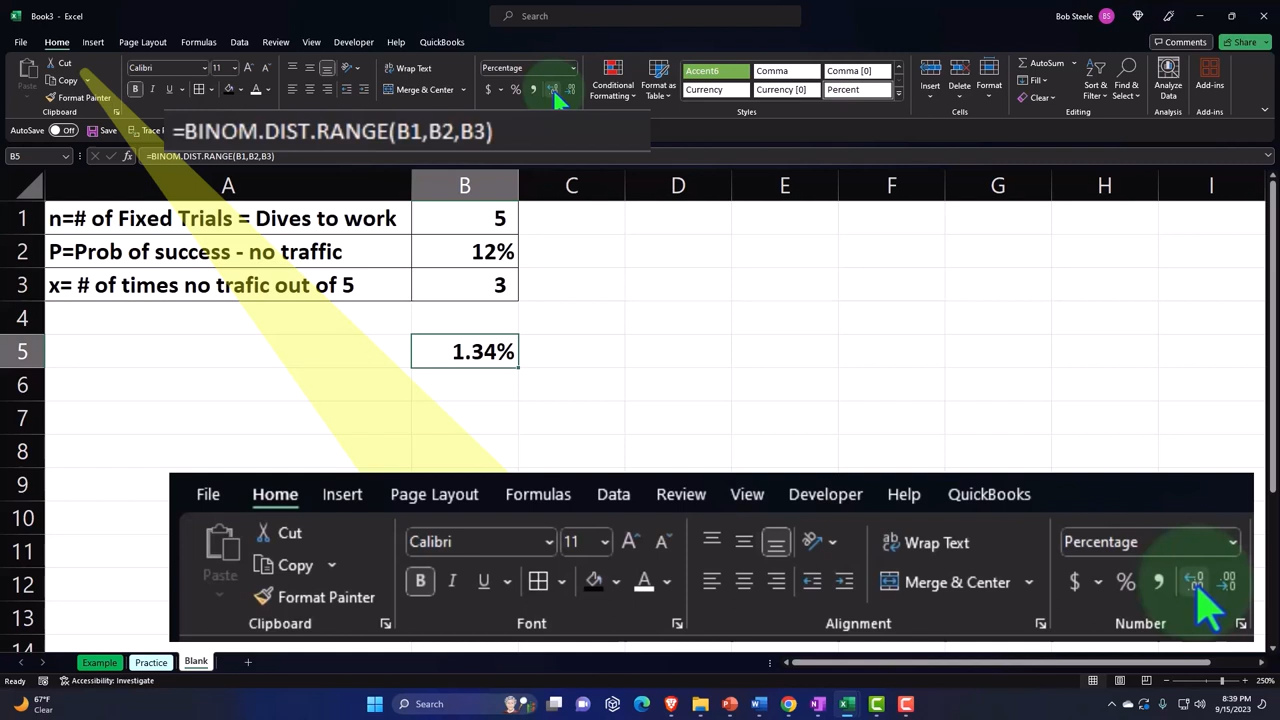 Book3 - Excel
Search
Bob Steele
BS
File Home Insert Page Layout Formulas Data Review View Developer Help QuickBooks
Comments
Share
Paste
Cut
Copy
Format Painter
Clipboard
Calibri
11
B I U
Wrap Text
Merge & Center
Percentage
$ % ,
Conditional Formatting
Format as Table
Accent6 Comma Comma [0]
Currency Currency [0] Percent
Styles
Insert Delete Format
Cells
AutoSum
Fill
Clear
Editing
Sort & Filter
Find & Select
Analyze Data
Analysis
Add-ins
Add-ins
AutoSave Off Save Trace
=BINOM.DIST.RANGE(B1,B2,B3)
B5
fx
=BINOM.DIST.RANGE(B1,B2,B3)
A B C D E F G H I
1 n=# of Fixed Trials = Dives to work 5
2 P=Prob of success - no traffic 12%
3 x= # of times no trafic out of 5 3
4
5 1.34%
6
7
8
9
10
11
12
13
14
File Home Insert Page Layout Formulas Data Review View Developer Help QuickBooks
Paste
Cut
Copy
Format Painter
Clipboard
Calibri
11
B I U
A
Font
Wrap Text
Merge & Center
Alignment
Percentage
$ % ,
Number
Example Practice Blank
Ready
Accessibility: Investigate
250%
67°F
Clear
Search
8:39 PM
9/15/2023